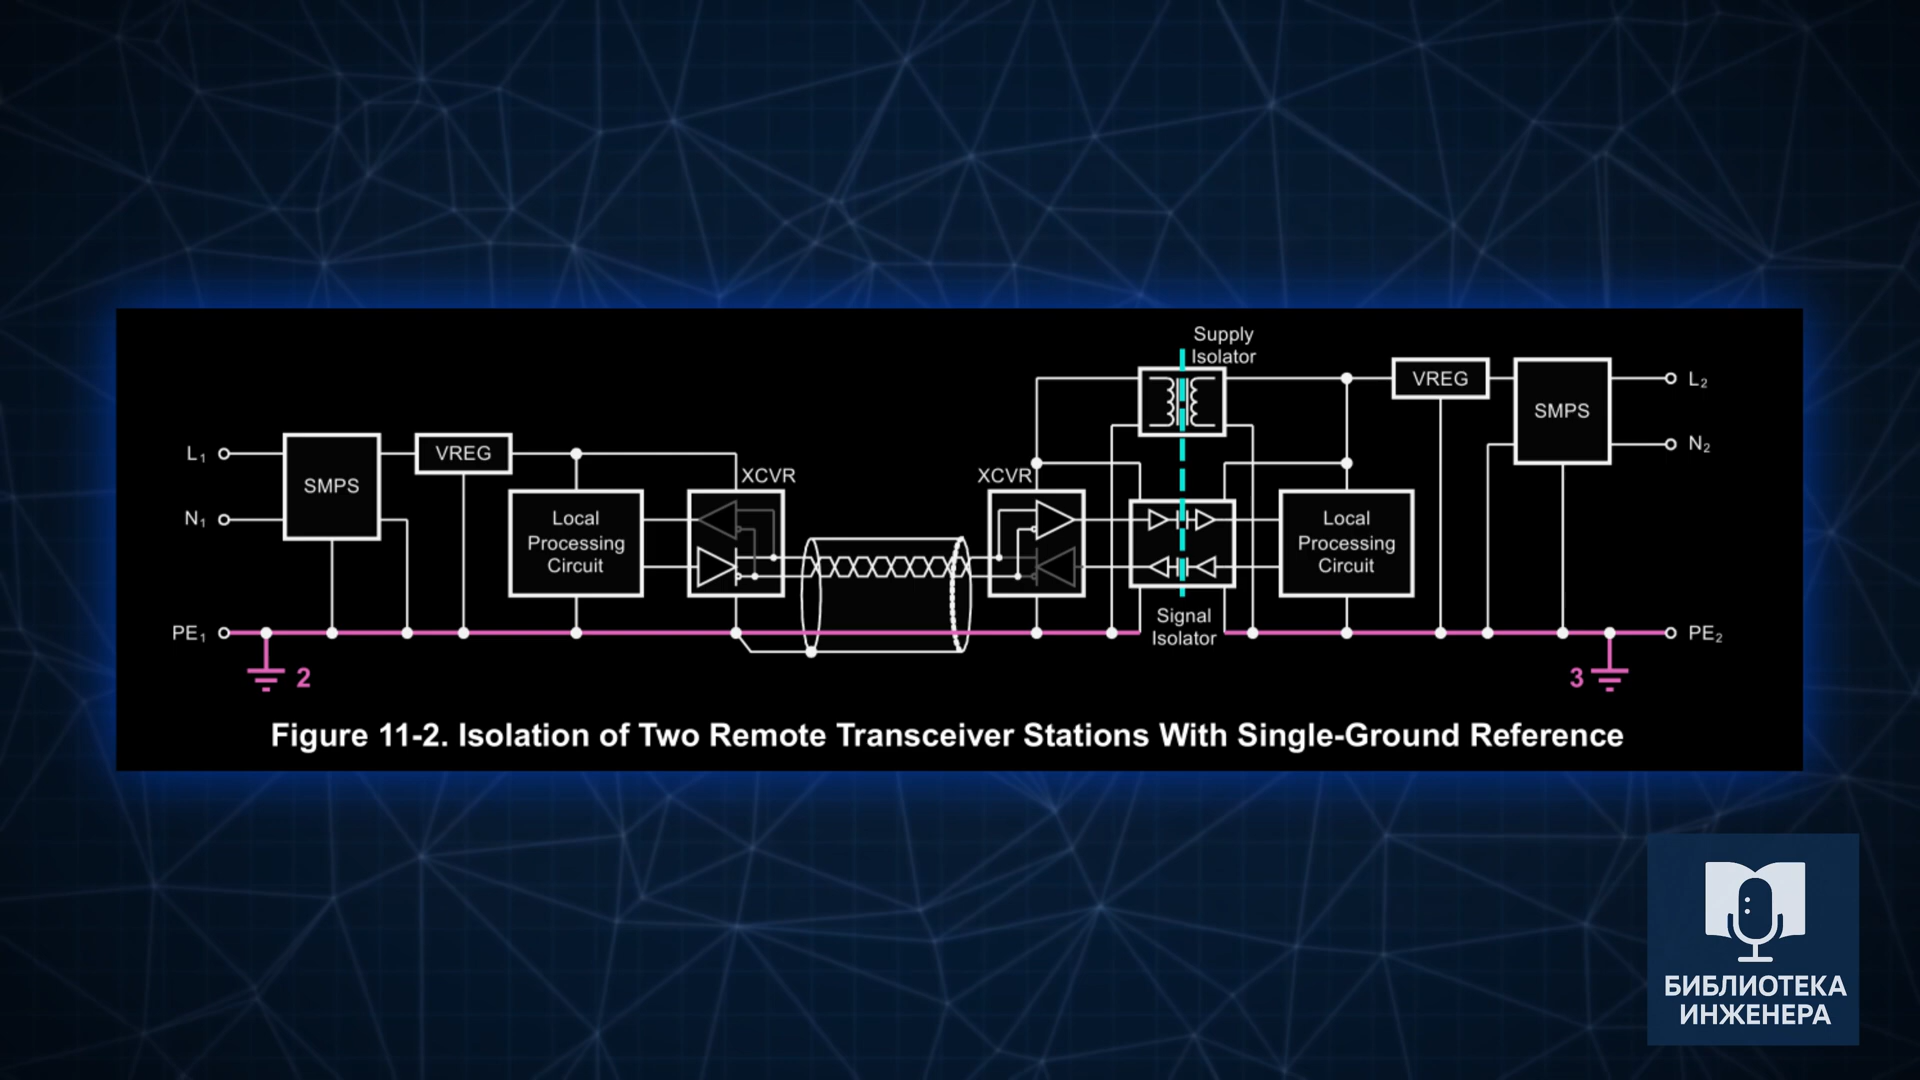 Supply
Isolator
VREG
SMPS
L₂
N₂
L₁
N₁
SMPS
VREG
XCVR
XCVR
Local
Processing
Circuit
Local
Processing
Circuit
Signal
Isolator
PE₁
PE₂
2
3
Figure 11-2. Isolation of Two Remote Transceiver Stations With Single-Ground Reference
БИБЛИОТЕКА
ИНЖЕНЕРА